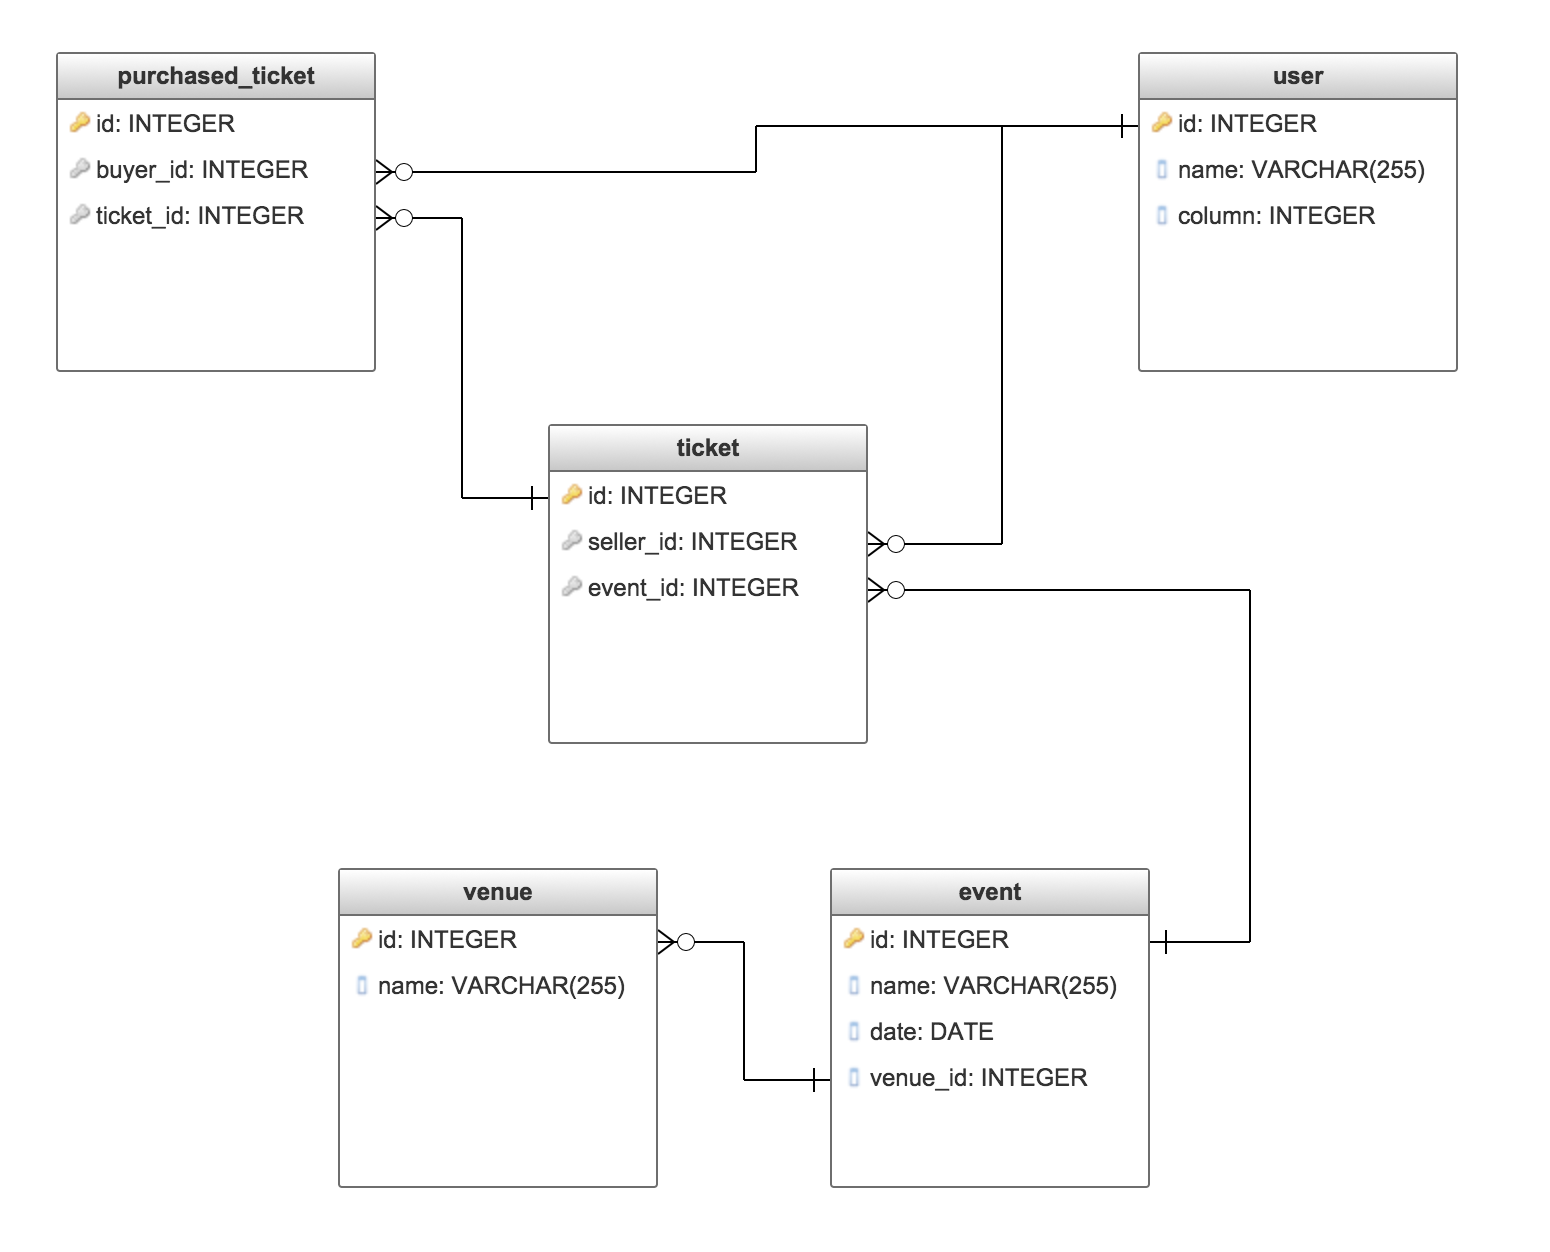 purchased_ticket
id: INTEGER
buyer_id: INTEGER
ticket_id: INTEGER
user
id: INTEGER
name: VARCHAR(255)
column: INTEGER
ticket
id: INTEGER
seller_id: INTEGER
event_id: INTEGER
venue
id: INTEGER
name: VARCHAR(255)
event
id: INTEGER
name: VARCHAR(255)
date: DATE
venue_id: INTEGER